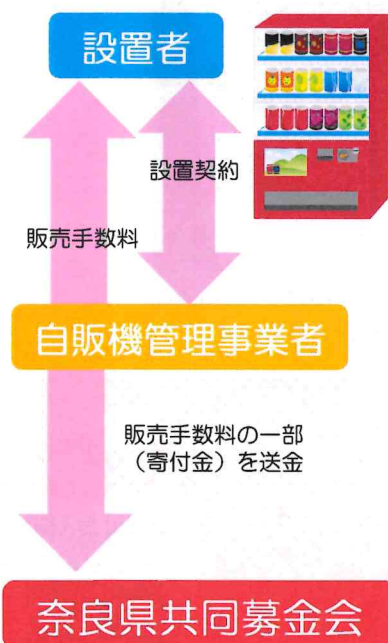 設置者
設置契約
販売手数料
自販機管理事業者
販売手数料の一部
（寄付金）を送金
奈良県共同募金会